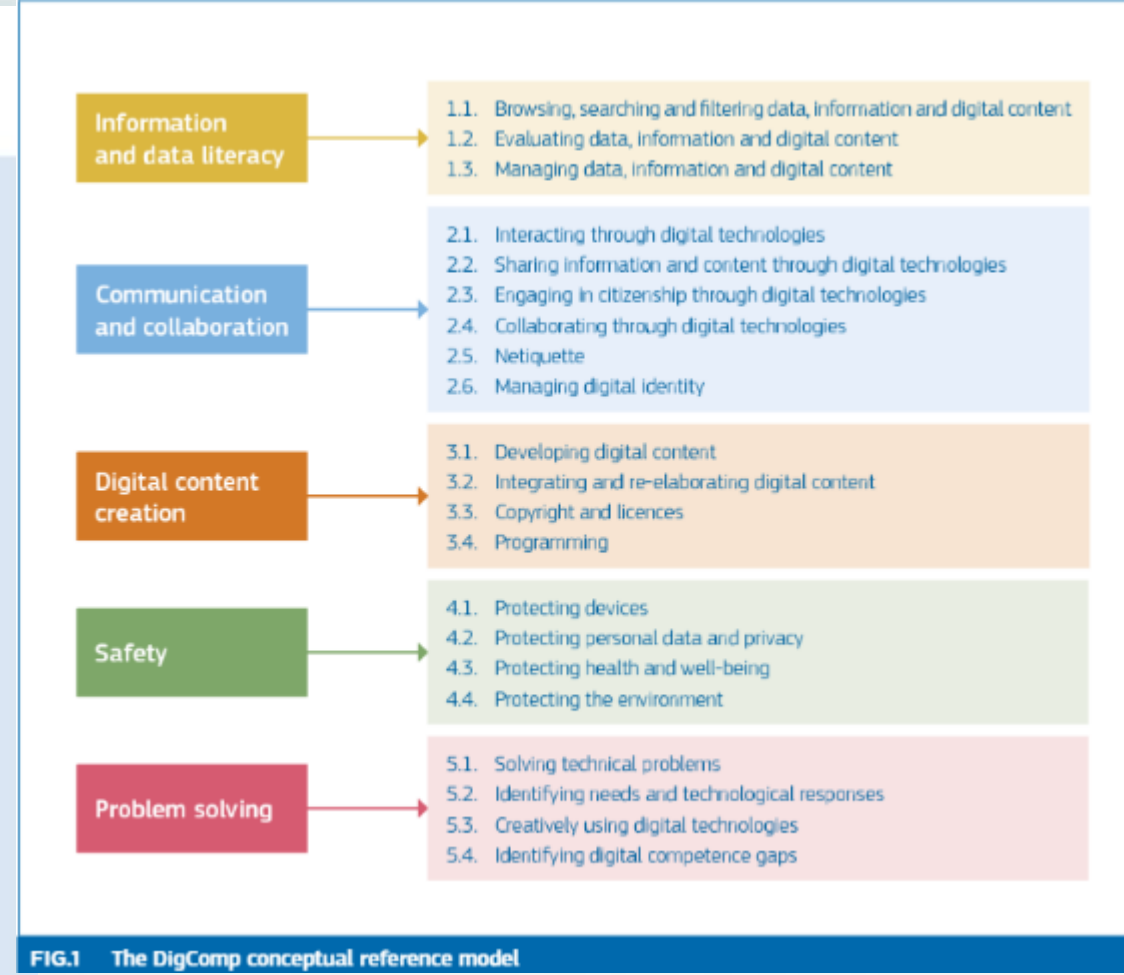 Information
and data literacy
1.1. Browsing, searching and filtering data, information and digital content
1.2. Evaluating data, information and digital content
1.3. Managing data, information and digital content
Communication
and collaboration
2.1. Interacting through digital technologies
2.2. Sharing information and content through digital technologies
2.3. Engaging in citizenship through digital technologies
2.4. Collaborating through digital technologies
2.5. Netiquette
2.6. Managing digital identity
Digital content
creation
3.1. Developing digital content
3.2. Integrating and re-elaborating digital content
3.3. Copyright and licences
3.4. Programming
Safety
4.1. Protecting devices
4.2. Protecting personal data and privacy
4.3. Protecting health and well-being
4.4. Protecting the environment
Problem solving
5.1. Solving technical problems
5.2. Identifying needs and technological responses
5.3. Creatively using digital technologies
5.4. Identifying digital competence gaps
FIG.1 The DigComp conceptual reference model